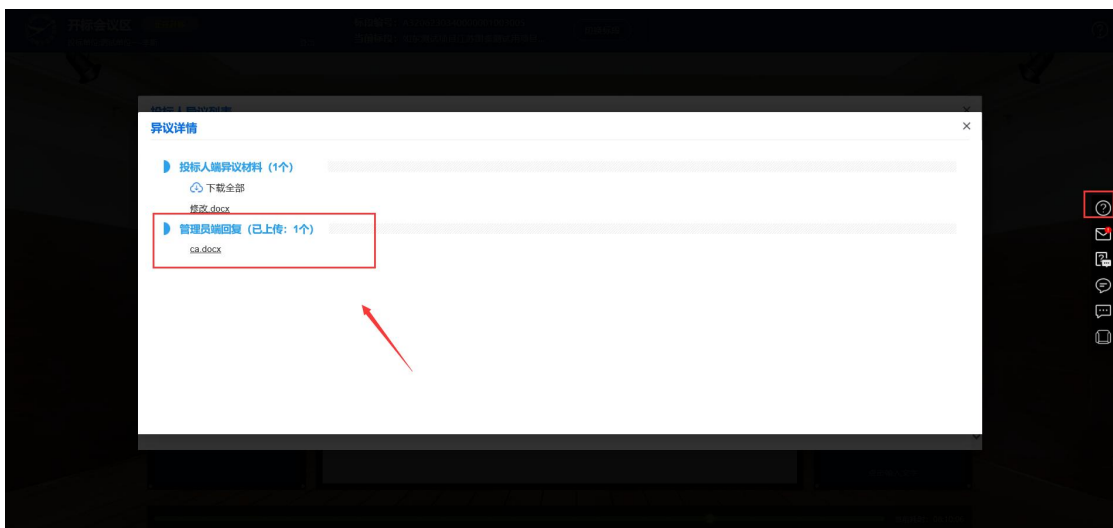 开标会议区
投标人异议列表
异议详情
投标人端异议材料（1个）
下载全部
修改.docx
管理员端回复（已上传：1个）
ca.docx